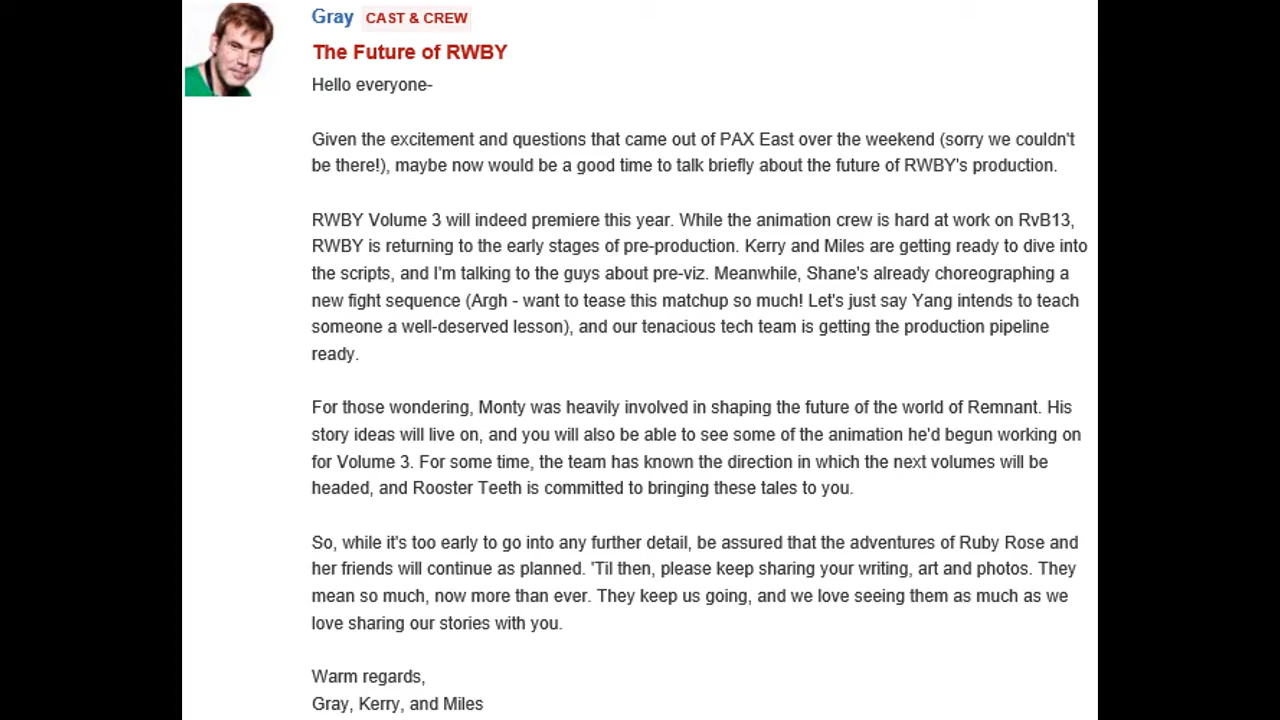 Gray CAST & CREW
The Future of RWBY
Hello everyone-
Given the excitement and questions that came out of PAX East over the weekend (sorry we couldn't
be there!), maybe now would be a good time to talk briefly about the future of RWBY's production.
RWBY Volume 3 will indeed premiere this year. While the animation crew is hard at work on RvB13,
RWBY is returning to the early stages of pre-production. Kerry and Miles are getting ready to dive into
the scripts, and I'm talking to the guys about pre-viz. Meanwhile, Shane's already choreographing a
new fight sequence (Argh - want to tease this matchup so much! Let's just say Yang intends to teach
someone a well-deserved lesson), and our tenacious tech team is getting the production pipeline
ready.
For those wondering, Monty was heavily involved in shaping the future of the world of Remnant. His
story ideas will live on, and you will also be able to see some of the animation he'd begun working on
for Volume 3. For some time, the team has known the direction in which the next volumes will be
headed, and Rooster Teeth is committed to bringing these tales to you.
So, while it's too early to go into any further detail, be assured that the adventures of Ruby Rose and
her friends will continue as planned. 'Til then, please keep sharing your writing, art and photos. They
mean so much, now more than ever. They keep us going, and we love seeing them as much as we
love sharing our stories with you.
Warm regards,
Gray, Kerry, and Miles